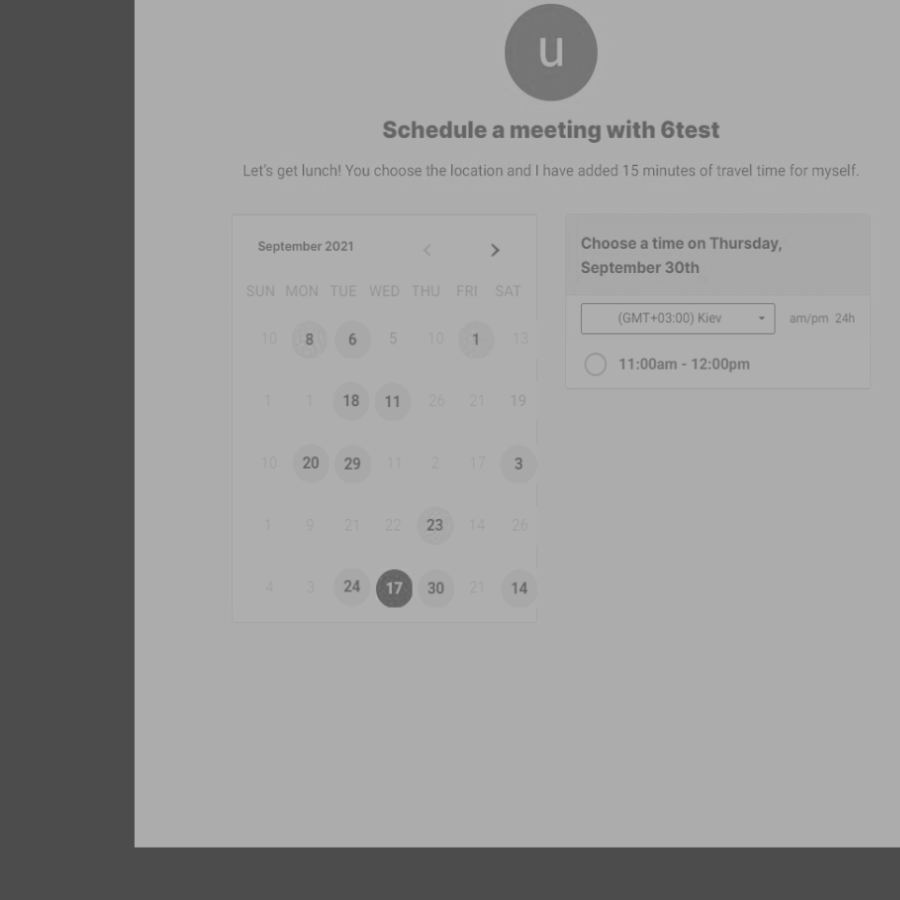 u
Schedule a meeting with 6test
Let's get lunch! You choose the location and I have added 15 minutes of travel time for myself.
September 2021
SUN MON TUE WED THU FRI SAT
10 8 6 5 10 1 13
1 1 18 11 26 21 19
10 20 29 11 2 17 3
1 9 21 22 23 14 26
4 3 24 17 30 21 14
Choose a time on Thursday,
September 30th
(GMT+03:00) Kiev am/pm 24h
11:00am - 12:00pm